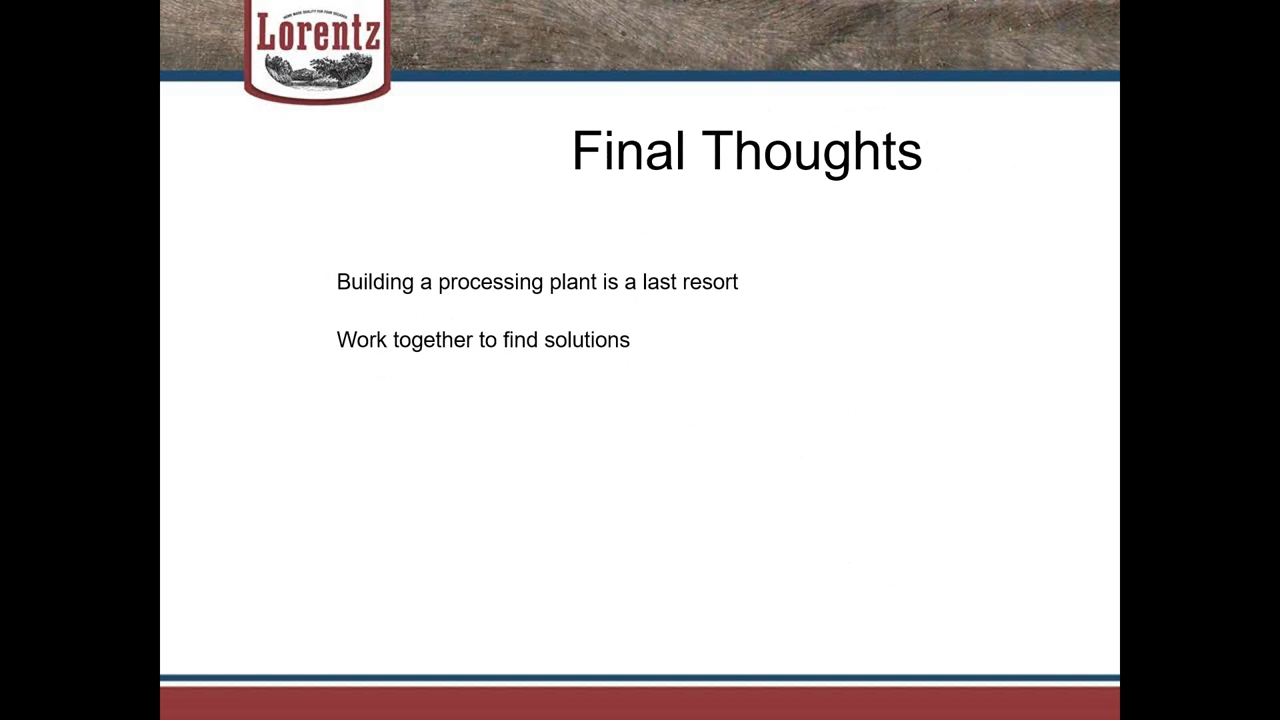 Lorentz
Final Thoughts
Building a processing plant is a last resort
Work together to find solutions